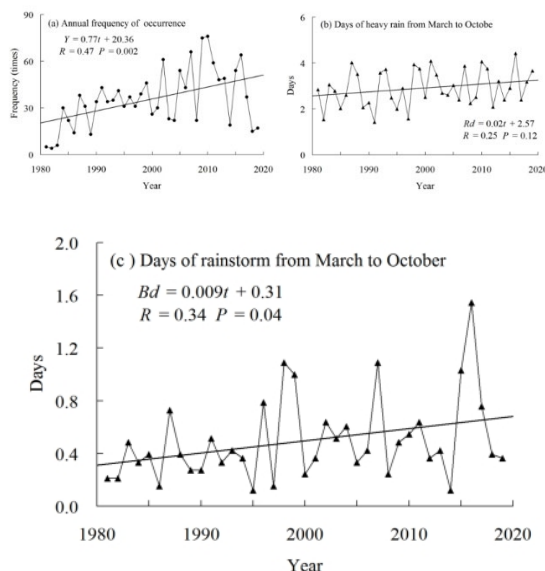 (a) Annual frequency of occurrence
Y = 0.77t + 20.36
R = 0.47 P = 0.002
Frequency (times)
90
60
30
0
1980 1990 2000 2010 2020
Year
(b) Days of heavy rain from March to Octobe
Days
6
4
2
0
Rd = 0.02t + 2.57
R = 0.25 P = 0.12
1980 1990 2000 2010 2020
Year
(c ) Days of rainstorm from March to October
Bd = 0.009t + 0.31
R = 0.34 P = 0.04
Days
2.0
1.6
1.2
0.8
0.4
0.0
1980 1990 2000 2010 2020
Year